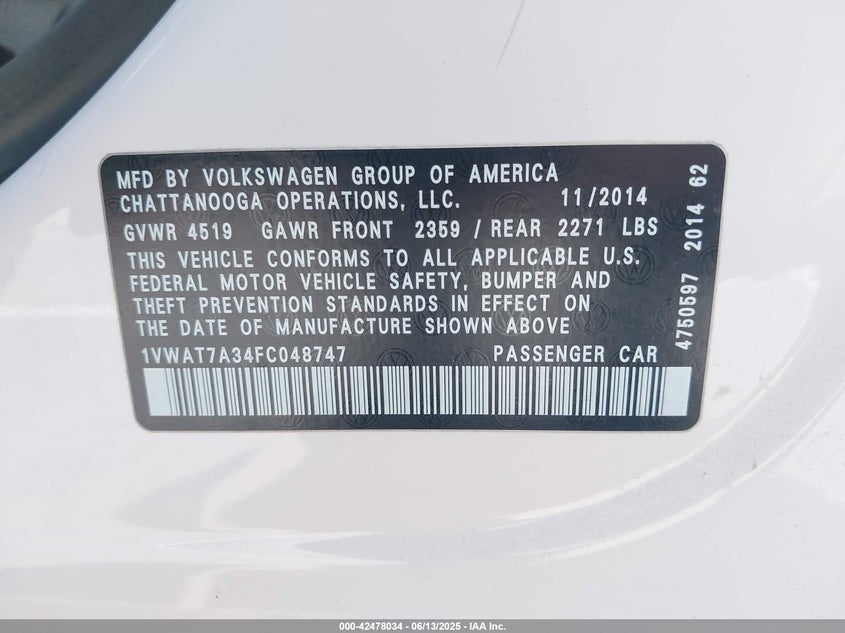 MFD BY VOLKSWAGEN GROUP OF AMERICA
CHATTANOOGA OPERATIONS, LLC. 11/2014
GVWR 4519 GAWR FRONT 2359 / REAR 2271 LBS
THIS VEHICLE CONFORMS TO ALL APPLICABLE U.S.
FEDERAL MOTOR VEHICLE SAFETY, BUMPER AND
THEFT PREVENTION STANDARDS IN EFFECT ON
THE DATE OF MANUFACTURE SHOWN ABOVE
1VWAT7A34FC048747 PASSENGER CAR
4750597 2014 62
000-42478034 - 06/13/2025 - IAA Inc.